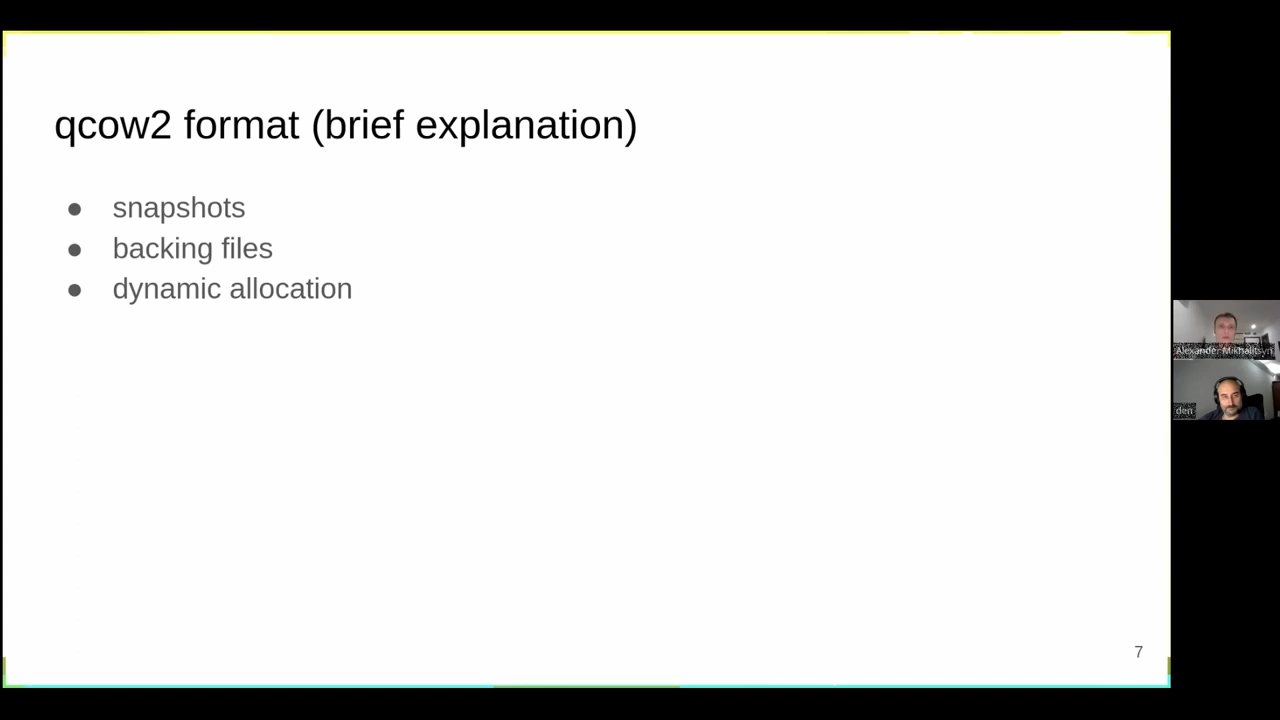 qcow2 format (brief explanation)
● snapshots
● backing files
● dynamic allocation
7
Alexander Mikhalitsyn
den